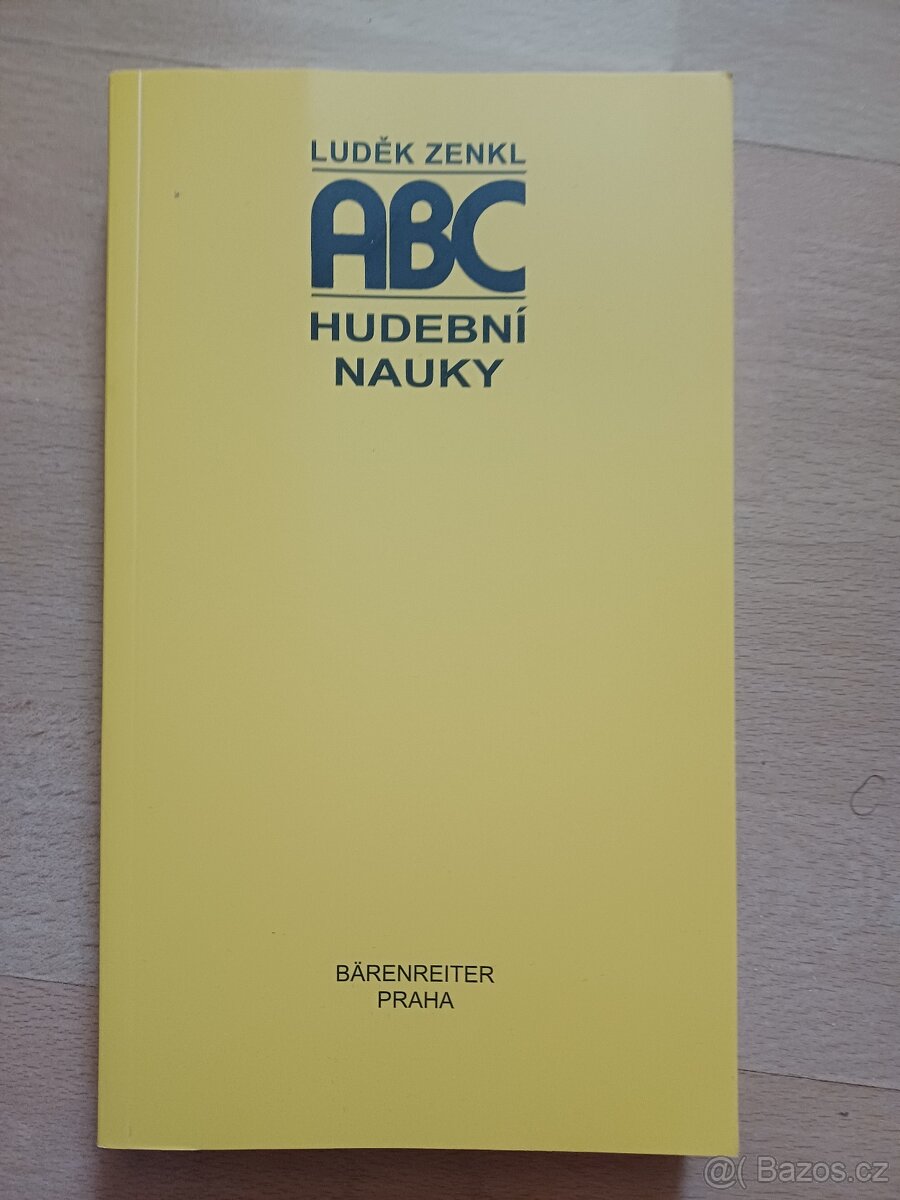 LUDĚK ZENKL
ABC
HUDEBNÍ
NAUKY
BÄRENREITER
PRAHA
@( Bazos.cz